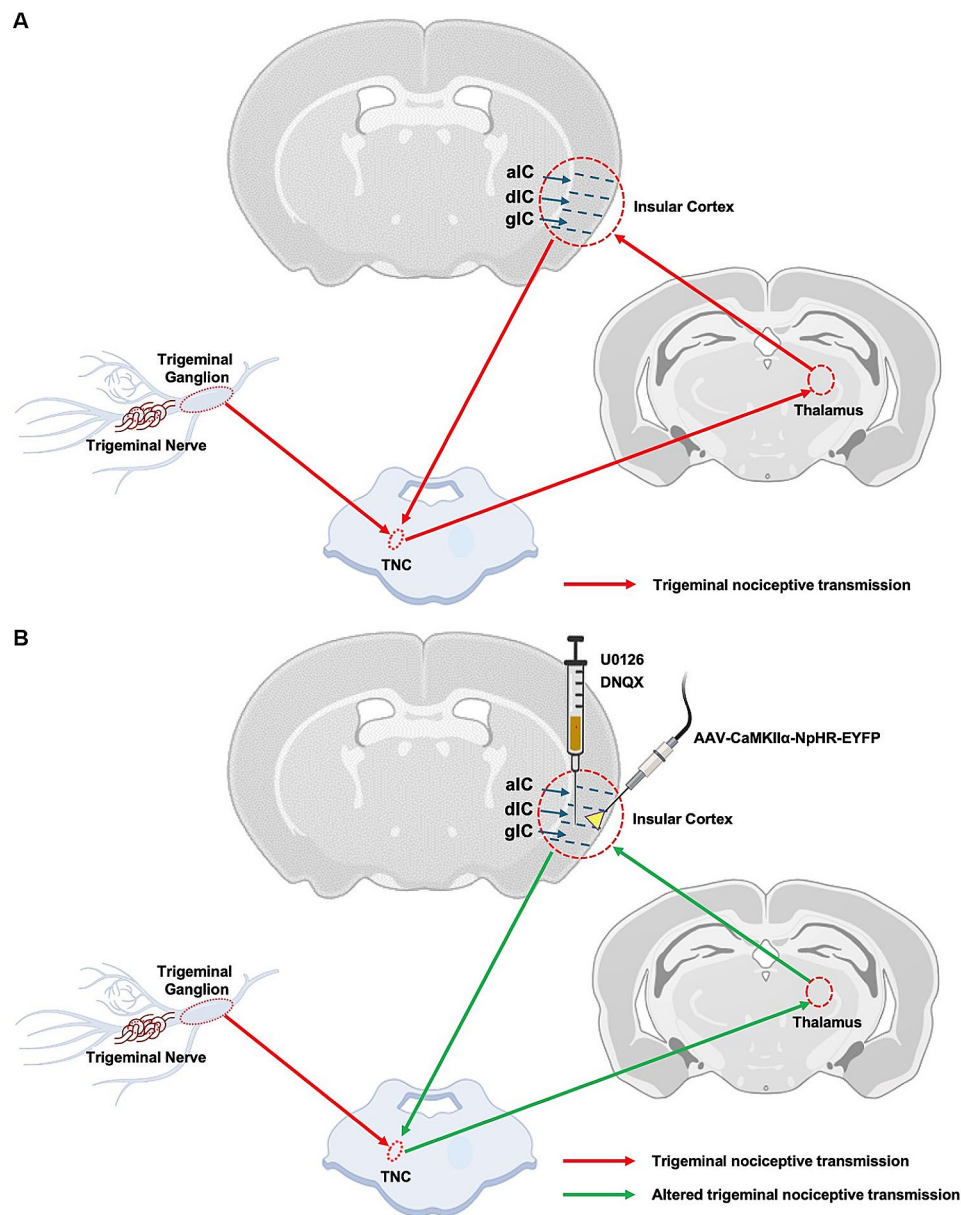 A
aIC
dIC
gIC
Insular Cortex
Trigeminal
Ganglion
Trigeminal Nerve
Thalamus
TNC
Trigeminal nociceptive transmission
B
U0126
DNQX
AAV-CaMKIIα-NpHR-EYFP
aIC
dIC
gIC
Insular Cortex
Trigeminal
Ganglion
Trigeminal Nerve
Thalamus
TNC
Trigeminal nociceptive transmission
Altered trigeminal nociceptive transmission